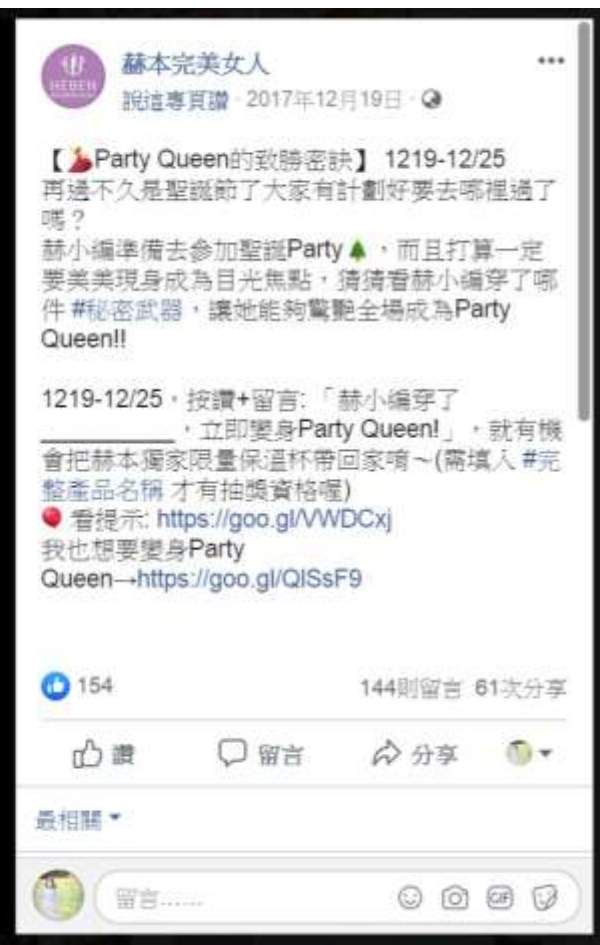 HEBEH
赫本完美女人
說這專頁讚 · 2017年12月19日 ·
【💃Party Queen的致勝密訣】 1219-12/25
再過不久是聖誕節了大家有計劃好要去哪裡過了
嗎？
赫小編準備去參加聖誕Party🌲，而且打算一定
要美美現身成為目光焦點，猜猜看赫小編穿了哪
件 #秘密武器，讓她能夠驚艷全場成為Party
Queen!!
1219-12/25，按讚+留言:「赫小編穿了
____________，立即變身Party Queen!」，就有機
會把赫本獨家限量保溫杯帶回家唷～(需填入 #完
整產品名稱 才有抽獎資格喔)
🎈 看提示: https://goo.gl/VWDCxj
我也想要變身Party
Queen→https://goo.gl/QISsF9
154
144則留言 61次分享
讚 留言 分享
最相關
留言......
GIF